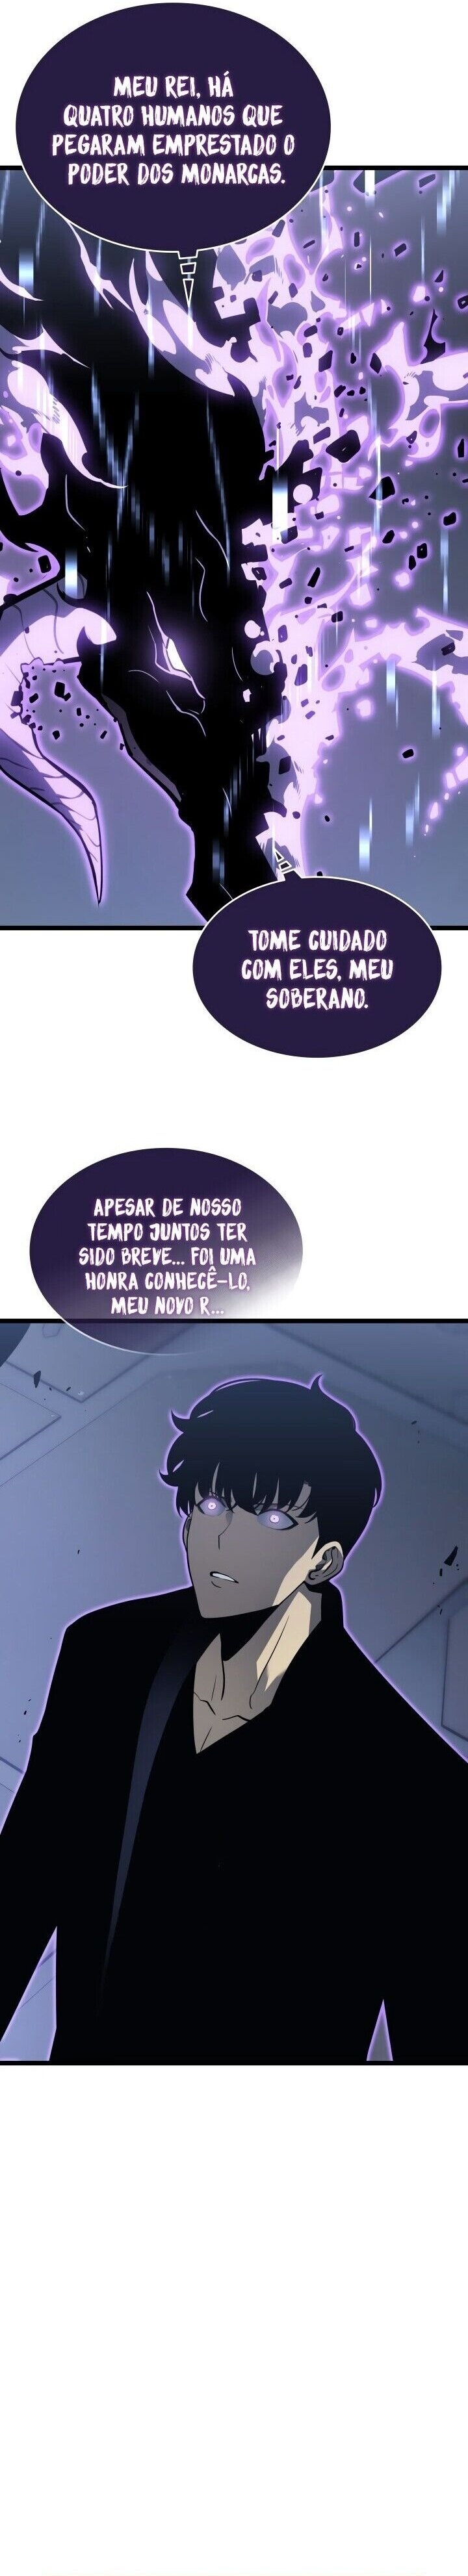 MEU REI, HÁ
QUATRO HUMANOS QUE
PEGARAM EMPRESTADO O
PODER DOS MONARCAS.
TOME CUIDADO
COM ELES, MEU
SOBERANO.
APESAR DE NOSSO
TEMPO JUNTOS TER
SIDO BREVE... FOI UMA
HONRA CONHECÊ-LO,
MEU NOVO R...